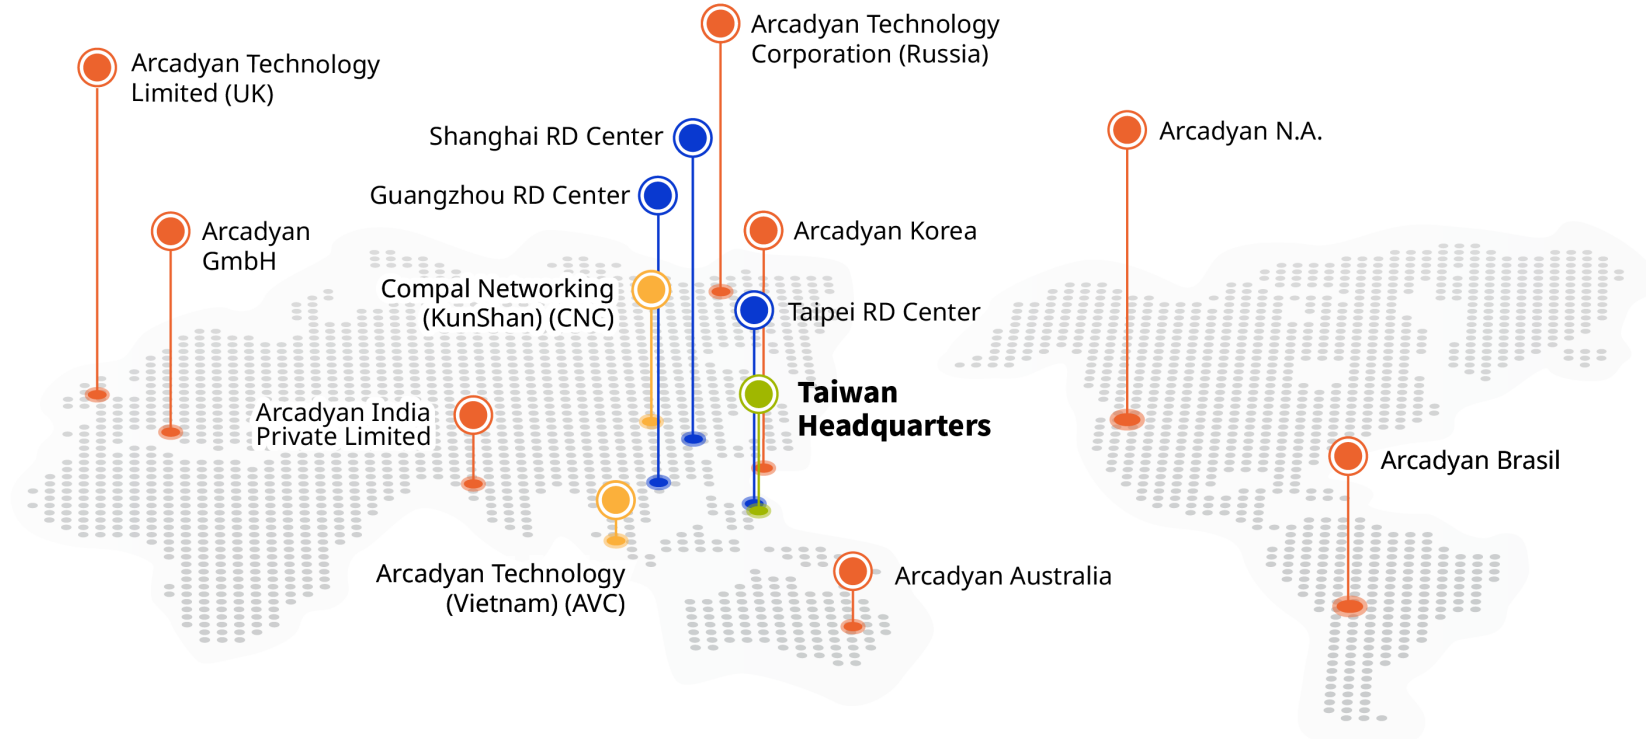 Arcadyan Technology
Corporation (Russia)
Arcadyan Technology
Limited (UK)
Shanghai RD Center
Arcadyan N.A.
Guangzhou RD Center
Arcadyan
GmbH
Arcadyan Korea
Compal Networking
(KunShan) (CNC)
Taipei RD Center
Taiwan
Headquarters
Arcadyan India
Private Limited
Arcadyan Brasil
Arcadyan Technology
(Vietnam) (AVC)
Arcadyan Australia